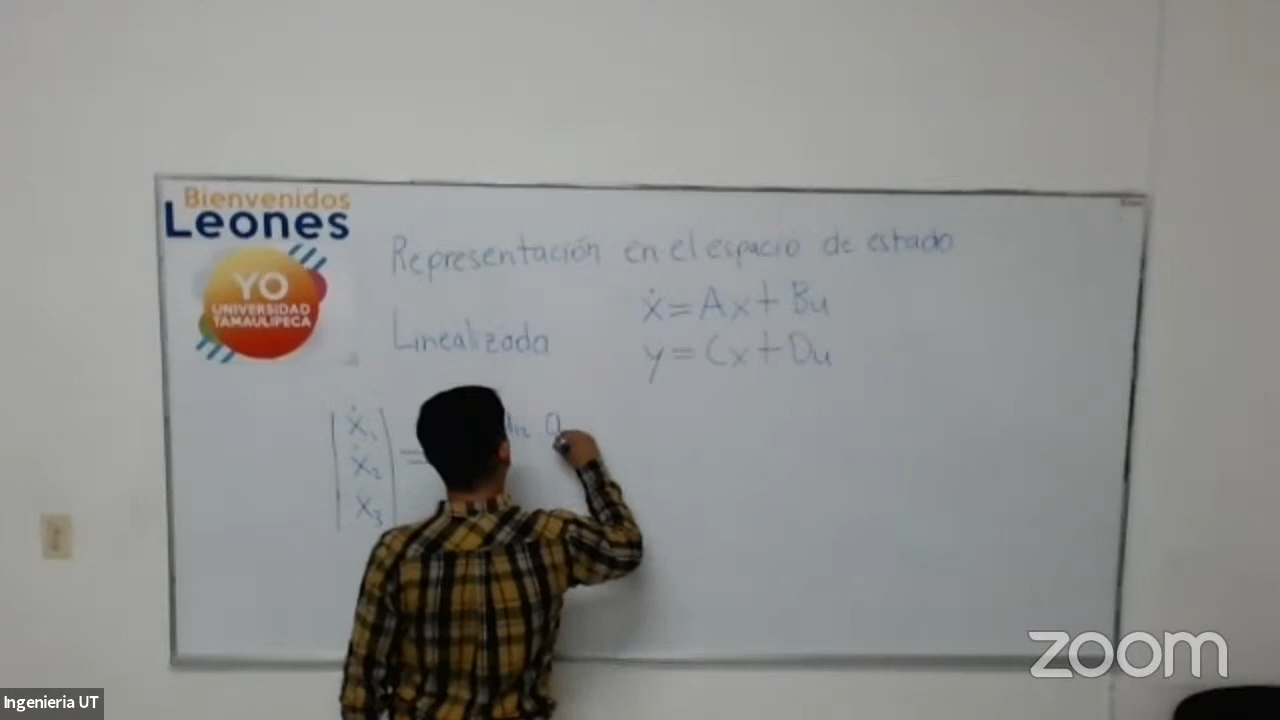 Bienvenidos
Leones
YO
UNIVERSIDAD
TAMAULIPECA
Representación en el espacio de estado
Linealizada
ẋ=Ax+Bu
y=Cx+Du
ẋ₁
ẋ₂
ẋ₃
=
zoom
Ingenieria UT